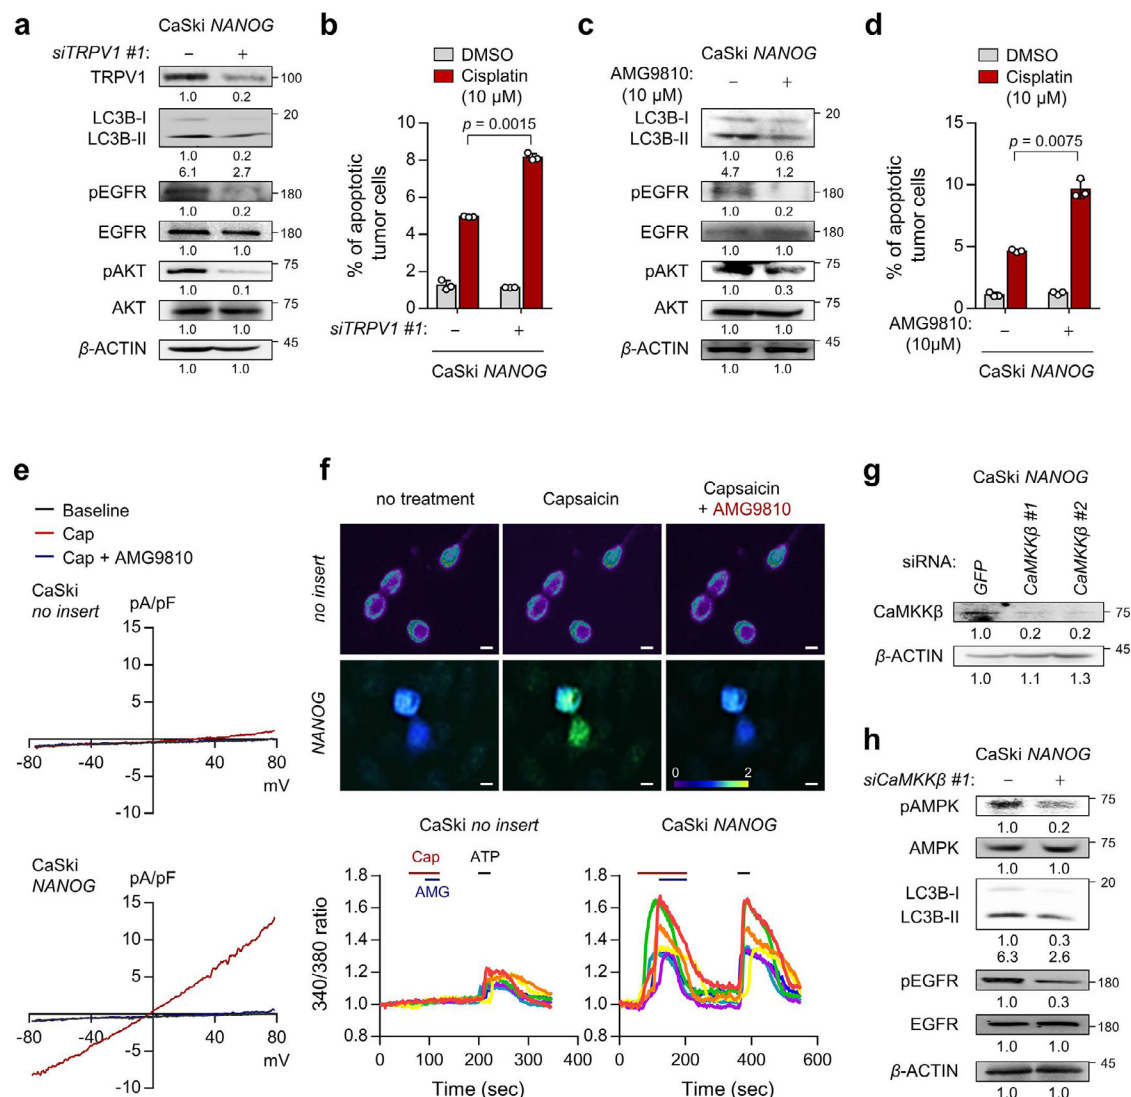 a
CaSki NANOG
siTRPV1 #1: – +
TRPV1 100
1.0 0.2
LC3B-I 20
LC3B-II
1.0 0.2
6.1 2.7
pEGFR 180
1.0 0.2
EGFR 180
1.0 1.0
pAKT 75
1.0 0.1
AKT 75
1.0 1.0
β-ACTIN 45
1.0 1.0
b
DMSO
Cisplatin
(10 μM)
p = 0.0015
% of apoptotic
tumor cells
10
8
6
4
2
0
siTRPV1 #1: – +
CaSki NANOG
c
CaSki NANOG
AMG9810: – +
(10 μM)
LC3B-I 20
LC3B-II
1.0 0.6
4.7 1.2
pEGFR 180
1.0 0.2
EGFR 180
1.0 1.0
pAKT 75
1.0 0.3
AKT 75
1.0 1.0
β-ACTIN 45
1.0 1.0
d
DMSO
Cisplatin
(10 μM)
p = 0.0075
% of apoptotic
tumor cells
15
10
5
0
AMG9810: – +
(10μM)
CaSki NANOG
e
Baseline
Cap
Cap + AMG9810
CaSki
no insert
pA/pF
15
10
5
-80 -40 0 40 80
mV
-5
-10
CaSki
NANOG
pA/pF
15
10
5
-80 -40 0 40 80
mV
-5
-10
f
no treatment Capsaicin Capsaicin
+ AMG9810
no insert
NANOG
0 2
CaSki no insert
Cap ATP
AMG
340/380 ratio
1.8
1.6
1.4
1.2
1.0
0.8
0 100 200 300 400
Time (sec)
CaSki NANOG
1.8
1.6
1.4
1.2
1.0
0.8
0 200 400 600
Time (sec)
g
CaSki NANOG
siRNA: GFP CaMKKβ #1 CaMKKβ #2
CaMKKβ 75
1.0 0.2 0.2
β-ACTIN 45
1.0 1.1 1.3
h
CaSki NANOG
siCaMKKβ #1: – +
pAMPK 75
1.0 0.2
AMPK 75
1.0 1.0
LC3B-I 20
LC3B-II
1.0 0.3
6.3 2.6
pEGFR 180
1.0 0.3
EGFR 180
1.0 1.0
β-ACTIN 45
1.0 1.0